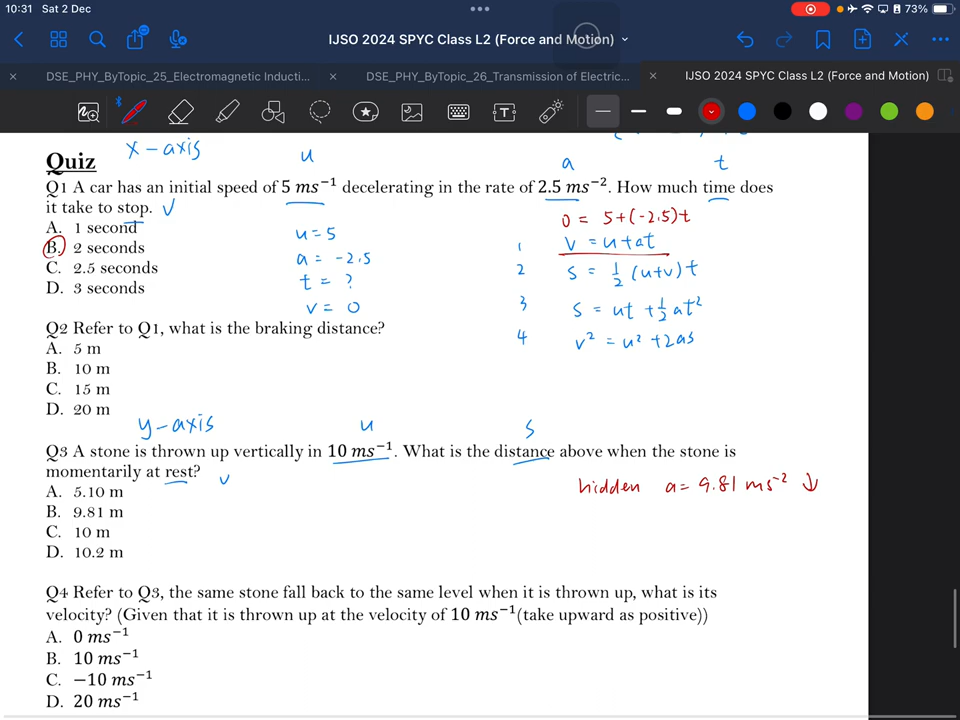 10:31 Sat 2 Dec
73%
IJSO 2024 SPYC Class L2 (Force and Motion)
DSE_PHY_ByTopic_25_Electromagnetic Inducti...
DSE_PHY_ByTopic_26_Transmission of Electric...
IJSO 2024 SPYC Class L2 (Force and Motion)
x-axis
u
a
t
Quiz
Q1 A car has an initial speed of 5 ms⁻¹ decelerating in the rate of 2.5 ms⁻². How much time does
it take to stop. v
A. 1 second
B. 2 seconds
C. 2.5 seconds
D. 3 seconds
u = 5
a = -2.5
t = ?
v = 0
0 = 5+(-2.5)t
1 v = u+at
2 s = ½ (u+v) t
3 s = ut + ½at²
4 v² = u² + 2as
Q2 Refer to Q1, what is the braking distance?
A. 5 m
B. 10 m
C. 15 m
D. 20 m
y-axis
u
s
Q3 A stone is thrown up vertically in 10 ms⁻¹. What is the distance above when the stone is
momentarily at rest? v
A. 5.10 m
B. 9.81 m
C. 10 m
D. 10.2 m
hidden a = 9.81 ms⁻² ↓
Q4 Refer to Q3, the same stone fall back to the same level when it is thrown up, what is its
velocity? (Given that it is thrown up at the velocity of 10 ms⁻¹(take upward as positive))
A. 0 ms⁻¹
B. 10 ms⁻¹
C. −10 ms⁻¹
D. 20 ms⁻¹